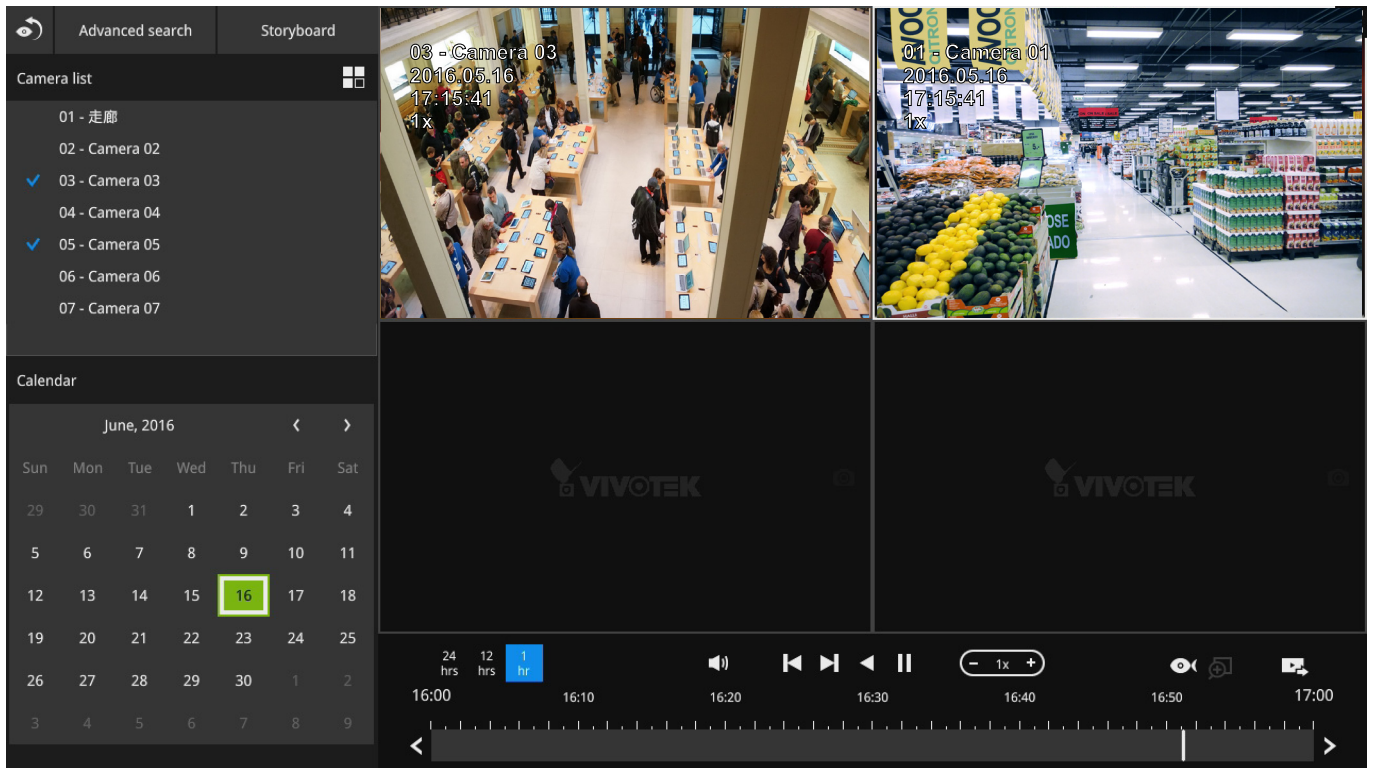 Advanced search
Storyboard
Camera list
01 - 走廊
02 - Camera 02
03 - Camera 03
04 - Camera 04
05 - Camera 05
06 - Camera 06
07 - Camera 07
Calendar
June, 2016
Sun Mon Tue Wed Thu Fri Sat
29 30 31 1 2 3 4
5 6 7 8 9 10 11
12 13 14 15 16 17 18
19 20 21 22 23 24 25
26 27 28 29 30 1 2
3 4 5 6 7 8 9
03 - Camera 03
2016.05.16
17:15:41
1x
01 - Camera 01
2016.05.16
17:15:41
1x
VIVOTEK
VIVOTEK
24
hrs
12
hrs
1
hr
1x
16:00 16:10 16:20 16:30 16:40 16:50 17:00